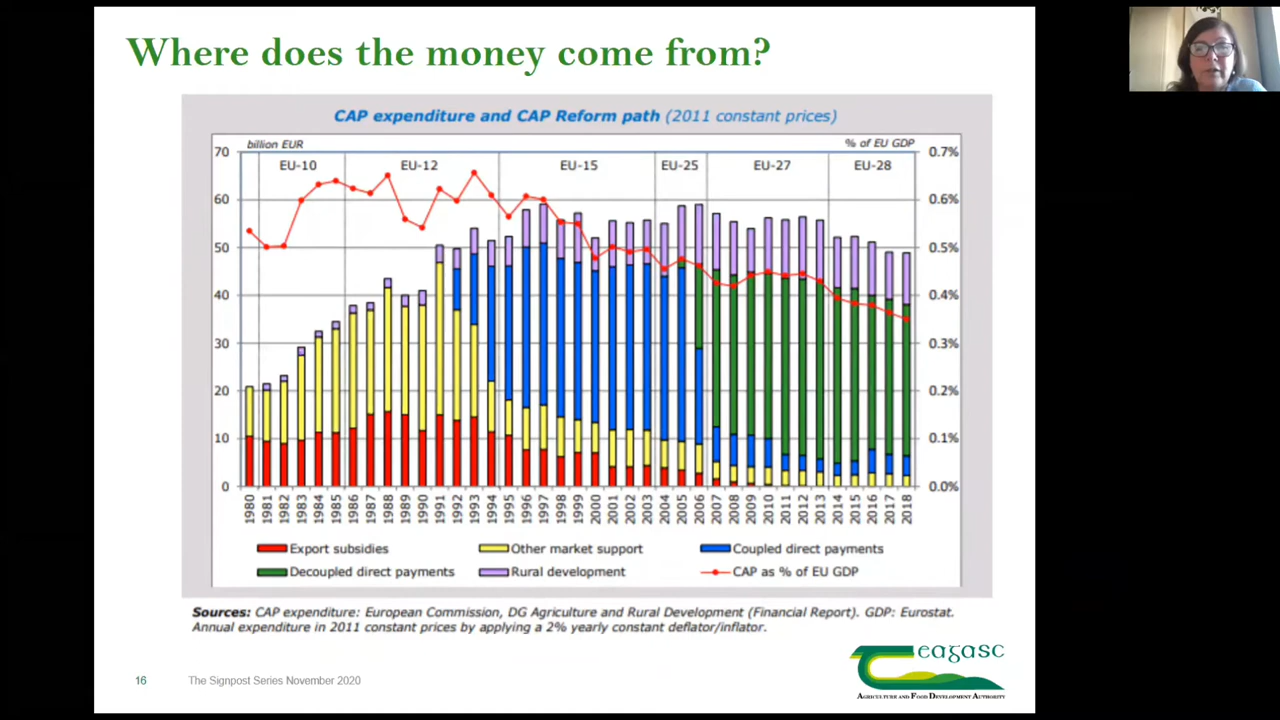 Where does the money come from?
CAP expenditure and CAP Reform path (2011 constant prices)
billion EUR
% of EU GDP
EU-10 EU-12 EU-15 EU-25 EU-27 EU-28
70
60
50
40
30
20
10
0
0.7%
0.6%
0.5%
0.4%
0.3%
0.2%
0.1%
0.0%
1980 1981 1982 1983 1984 1985 1986 1987 1988 1989 1990 1991 1992 1993 1994 1995 1996 1997 1998 1999 2000 2001 2002 2003 2004 2005 2006 2007 2008 2009 2010 2011 2012 2013 2014 2015 2016 2017 2018
Export subsidies Other market support Coupled direct payments
Decoupled direct payments Rural development CAP as % of EU GDP
Sources: CAP expenditure: European Commission, DG Agriculture and Rural Development (Financial Report). GDP: Eurostat.
Annual expenditure in 2011 constant prices by applying a 2% yearly constant deflator/inflator.
16 The Signpost Series November 2020
Teagasc
AGRICULTURE AND FOOD DEVELOPMENT AUTHORITY